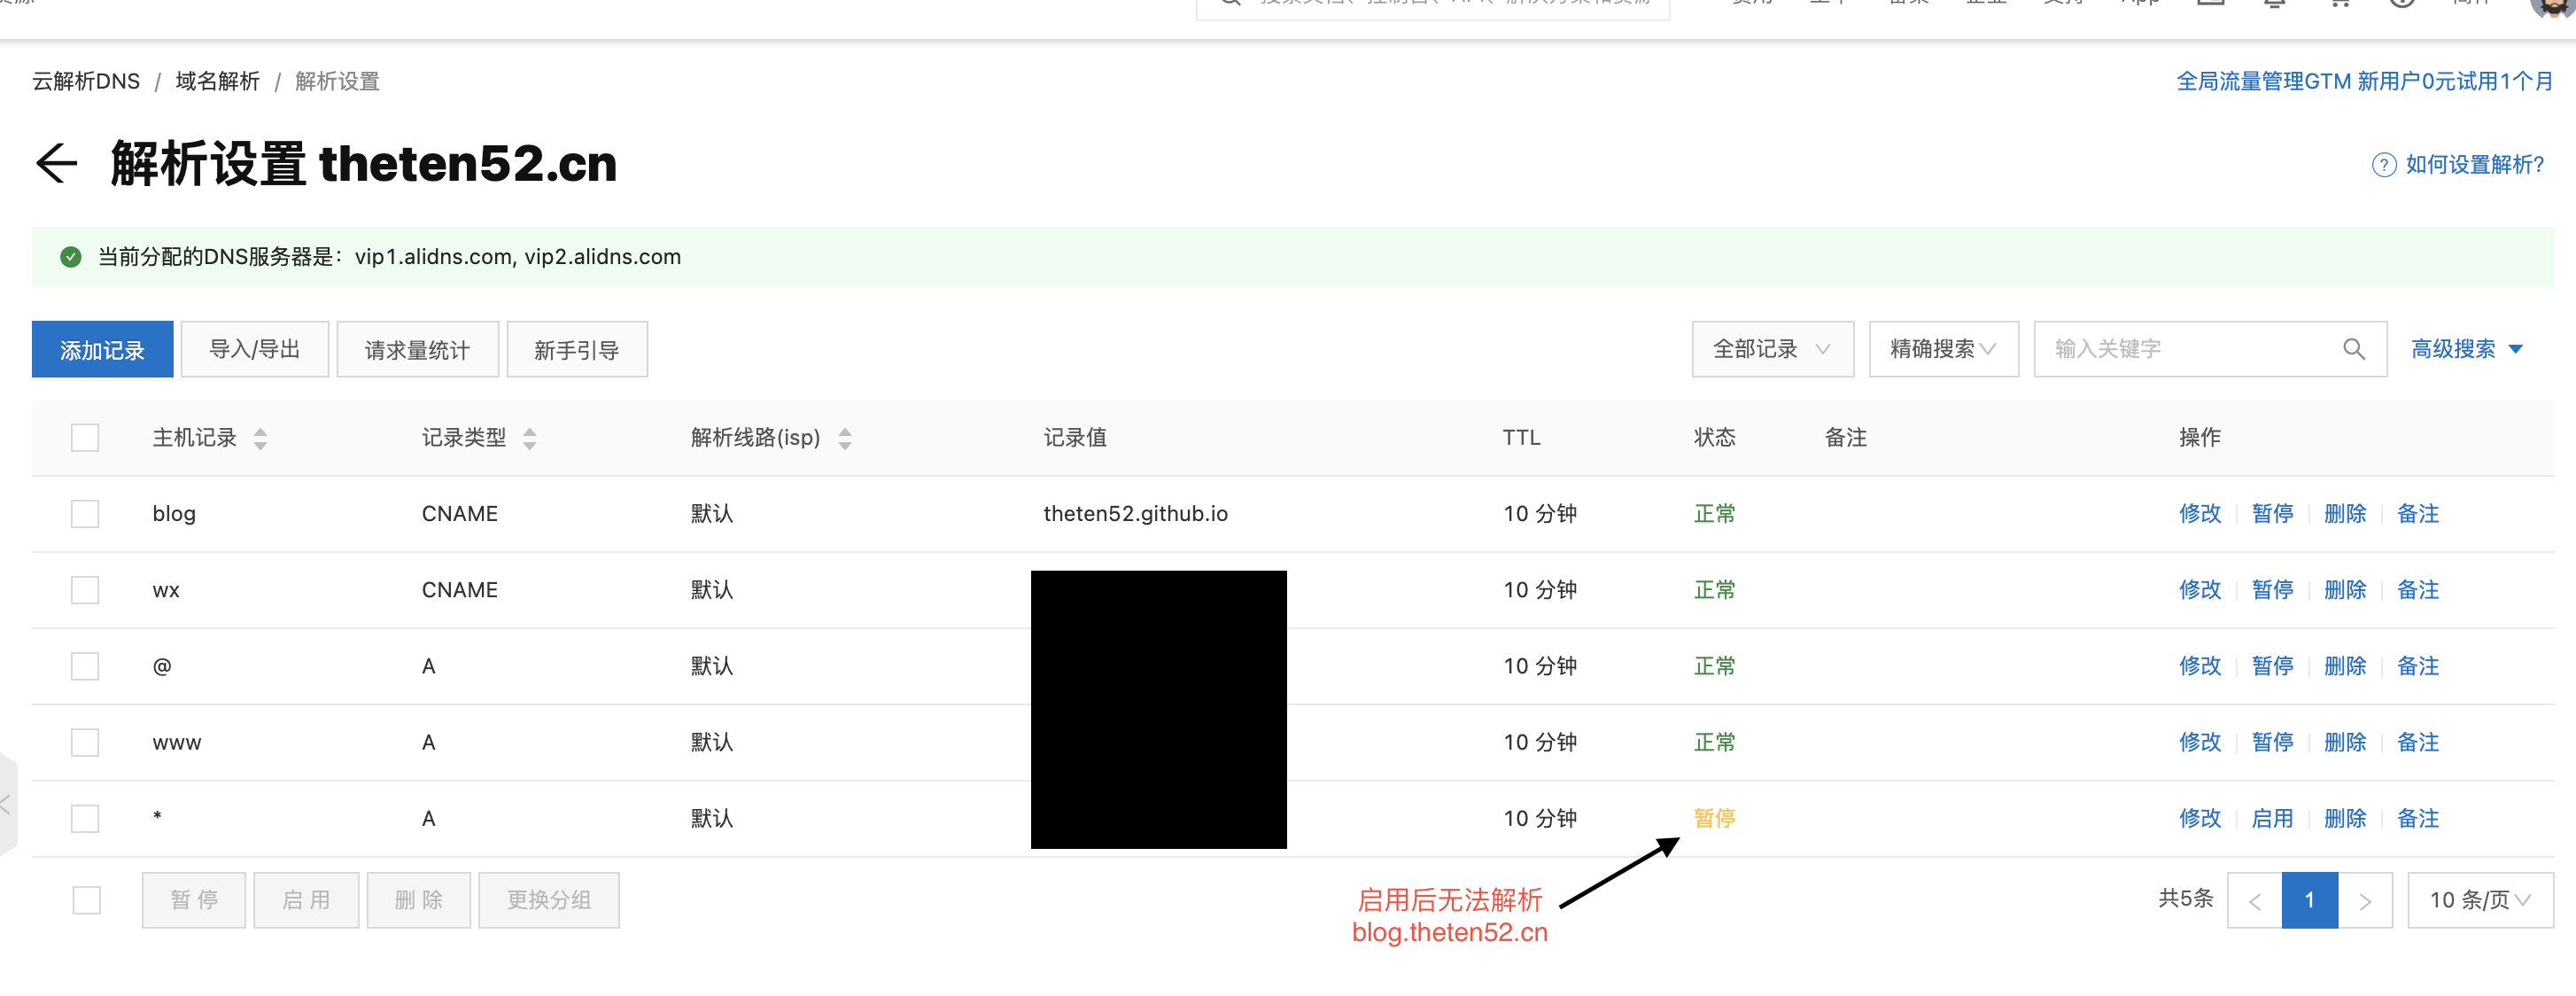 云解析DNS / 域名解析 / 解析设置
全局流量管理GTM 新用户0元试用1个月
解析设置 theten52.cn
? 如何设置解析?
当前分配的DNS服务器是：vip1.alidns.com, vip2.alidns.com
添加记录 导入/导出 请求量统计 新手引导 全部记录 精确搜索 输入关键字 高级搜索
主机记录 记录类型 解析线路(isp) 记录值 TTL 状态 备注 操作
blog CNAME 默认 theten52.github.io 10 分钟 正常 修改 暂停 删除 备注
wx CNAME 默认 10 分钟 正常 修改 暂停 删除 备注
@ A 默认 10 分钟 正常 修改 暂停 删除 备注
www A 默认 10 分钟 正常 修改 暂停 删除 备注
* A 默认 10 分钟 暂停 修改 启用 删除 备注
暂停 启用 删除 更换分组 共5条 < 1 > 10 条/页
启用后无法解析
blog.theten52.cn